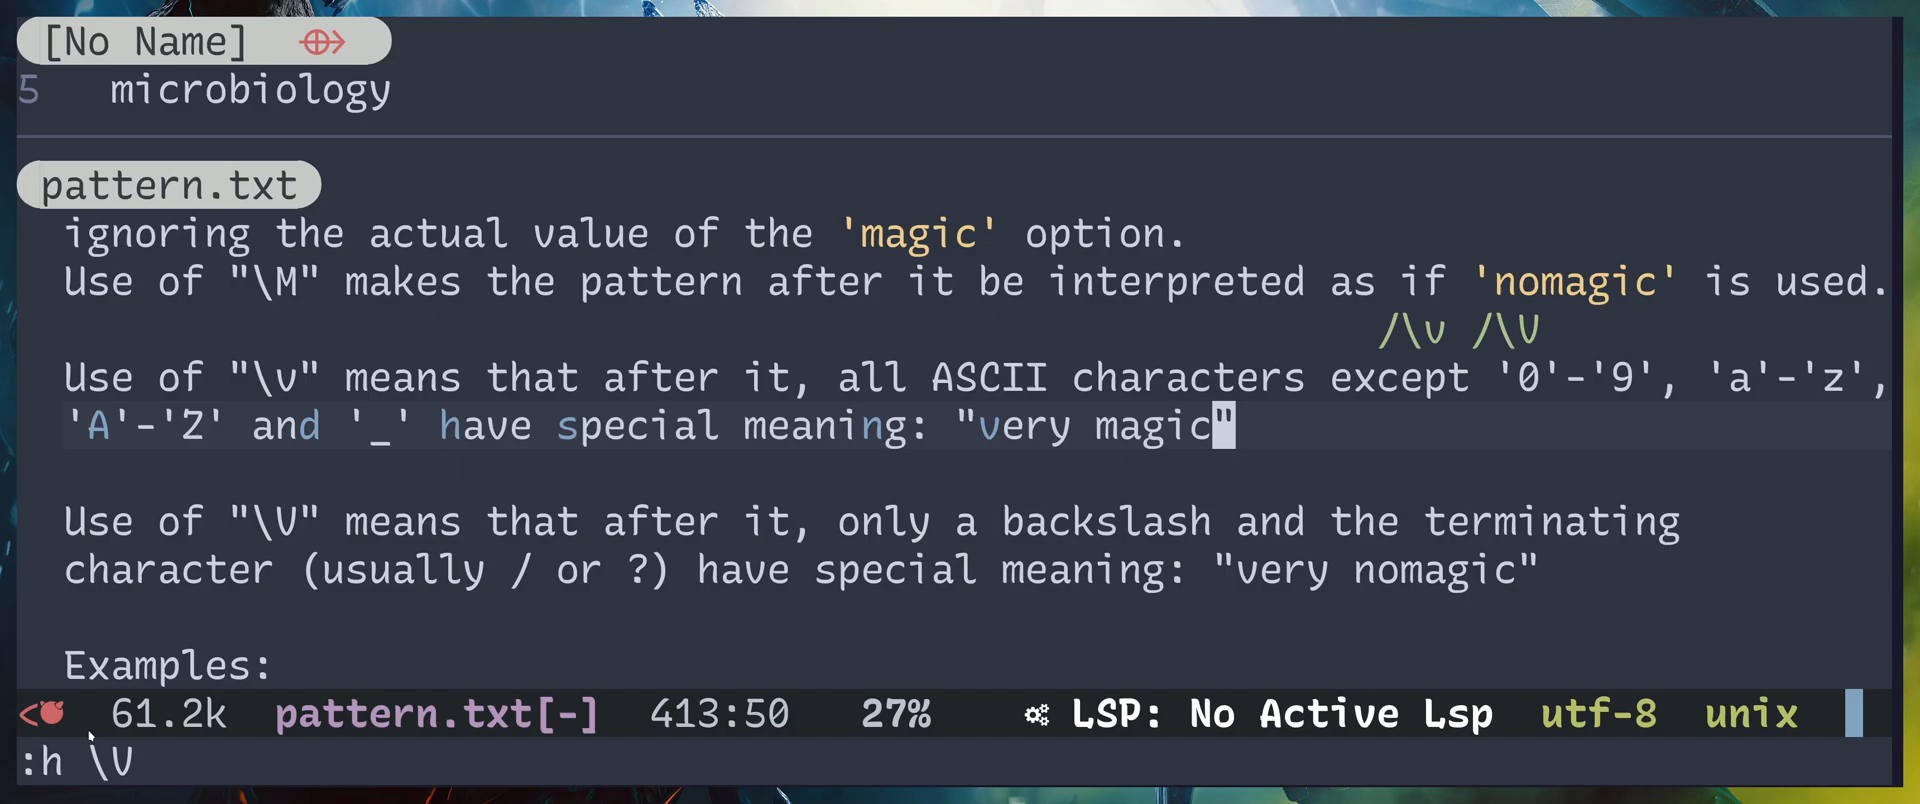 [No Name]
5 microbiology
pattern.txt
ignoring the actual value of the 'magic' option.
Use of "\M" makes the pattern after it be interpreted as if 'nomagic' is used.
/\v /\V
Use of "\v" means that after it, all ASCII characters except '0'-'9', 'a'-'z',
'A'-'Z' and '_' have special meaning: "very magic"
Use of "\V" means that after it, only a backslash and the terminating
character (usually / or ?) have special meaning: "very nomagic"
Examples:
61.2k pattern.txt[-] 413:50 27% LSP: No Active Lsp utf-8 unix
:h \V